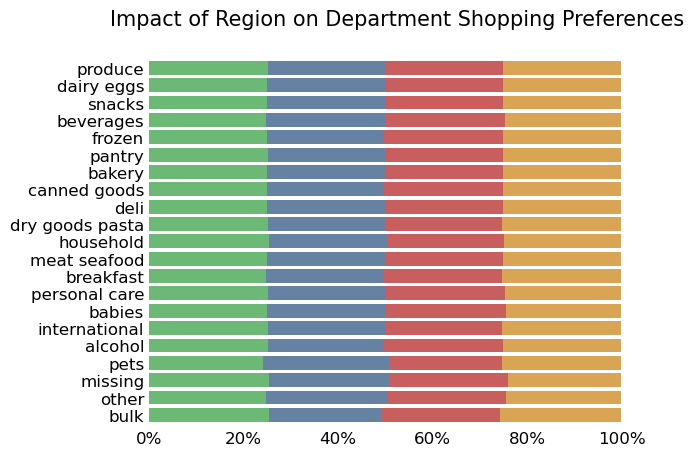 Impact of Region on Department Shopping Preferences
produce
dairy eggs
snacks
beverages
frozen
pantry
bakery
canned goods
deli
dry goods pasta
household
meat seafood
breakfast
personal care
babies
international
alcohol
pets
missing
other
bulk
0% 20% 40% 60% 80% 100%